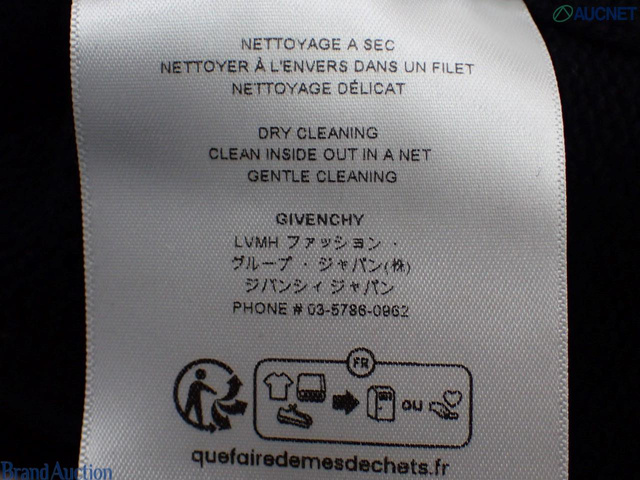 AUCNET
NETTOYAGE A SEC
NETTOYER À L'ENVERS DANS UN FILET
NETTOYAGE DÉLICAT
DRY CLEANING
CLEAN INSIDE OUT IN A NET
GENTLE CLEANING
GIVENCHY
LVMH ファッション・
グループ・ジャパン(株)
ジバンシィ ジャパン
PHONE # 03-5786-0962
FR
OU
quefairedemesdechets.fr
Brand Auction